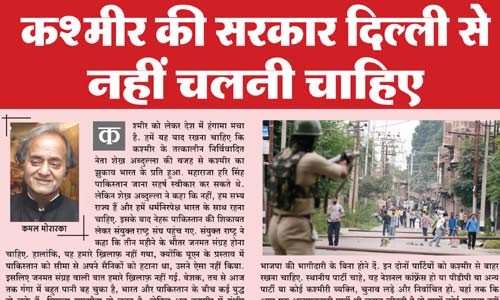 कश्मीर की सरकार दिल्ली से
नहीं चलनी चाहिए
कमल मोरारका
कश्मीर को लेकर देश में हंगामा मचा
है. हमें यह बाद रखना चाहिए कि
कश्मीर के तत्कालीन निर्विवादित
नेता शेख अब्दुल्ला की वजह से कश्मीर का
झुकाव भारत के प्रति हुआ. महाराजा हरि सिंह
पाकिस्तान जाना सहर्ष स्वीकार कर सकते थे.
लेकिन शेख अब्दुल्ला ने कहा कि नहीं, हम सभ्य
राज्य हैं और हमें धर्मनिरपेक्ष भारत के साथ रहना
चाहिए. इसके बाद नेहरू पाकिस्तान की शिकायत
लेकर संयुक्त राष्ट्र संघ पहुंच गए. संयुक्त राष्ट्र ने
कहा कि तीन महीने के भीतर जनमत संग्रह होना
चाहिए. हालांकि, यह हमारे खिलाफ़ नहीं गया, क्योंकि यूएन के प्रस्ताव में
पाकिस्तान को सीमा से अपने सैनिकों को हटाना था, उसने ऐसा नहीं किया.
इसलिए जनमत संग्रह वाली बात हमारे खिलाफ़ नहीं गई. बेशक, तब से आज
तक गंगा में बहुत पानी बह चुका है, भारत और पाकिस्तान के बीच कई युद्ध
भाजपा की भागीदारी के बिना होने दें. इन दोनों पार्टियों को कश्मीर से बाहर
रखना चाहिए. स्थानीय पार्टी चाहे, वह नेशनल कांफ्रेंस हो या पीडीपी या अन्य
पार्टी या कोई कश्मीरी व्यक्ति, चुनाव लड़े और निर्वाचित हो. यहां तक कि